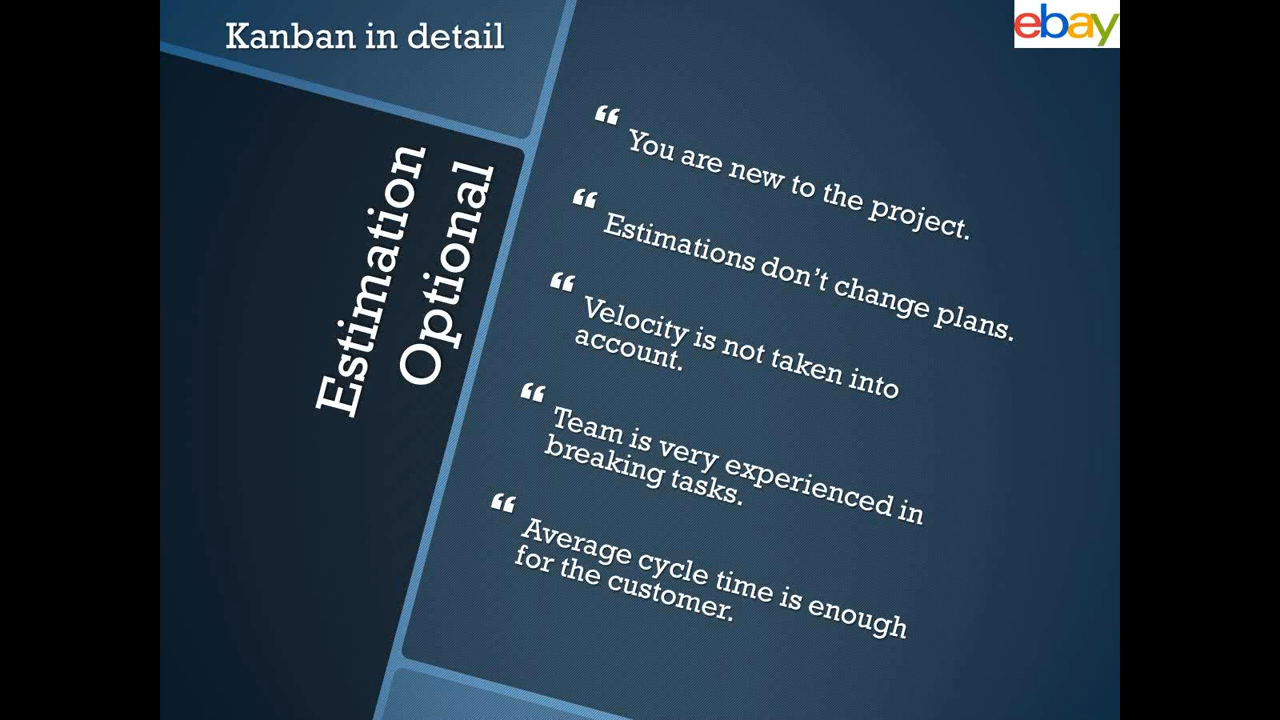 Kanban in detail
ebay
Estimation
Optional
“ You are new to the project.
“ Estimations don’t change plans.
“ Velocity is not taken into
account.
“ Team is very experienced in
breaking tasks.
“ Average cycle time is enough
for the customer.